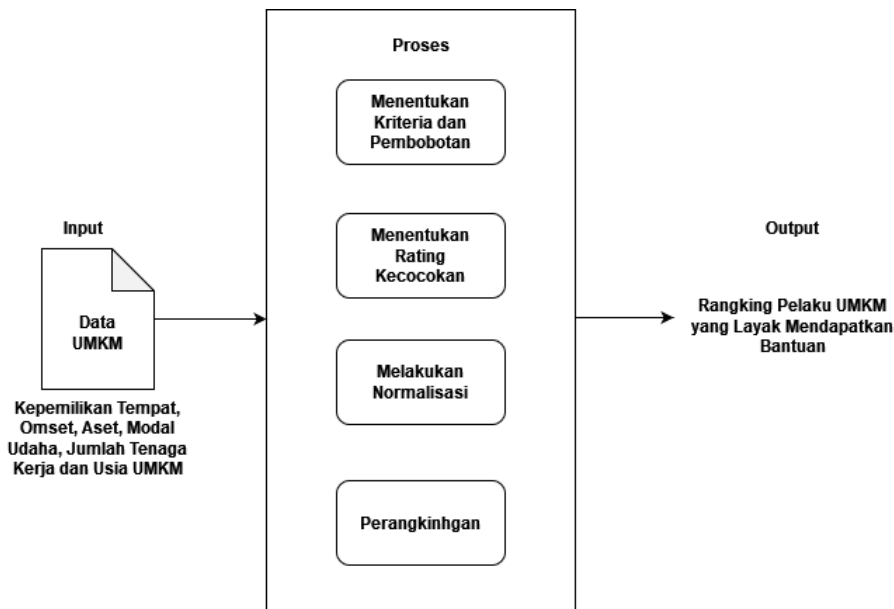 Input
Data
UMKM
Kepemilikan Tempat,
Omset, Aset, Modal
Udaha, Jumlah Tenaga
Kerja dan Usia UMKM
Proses
Menentukan
Kriteria dan
Pembobotan
Menentukan
Rating
Kecocokan
Melakukan
Normalisasi
Perangkinhgan
Output
Rangking Pelaku UMKM
yang Layak Mendapatkan
Bantuan